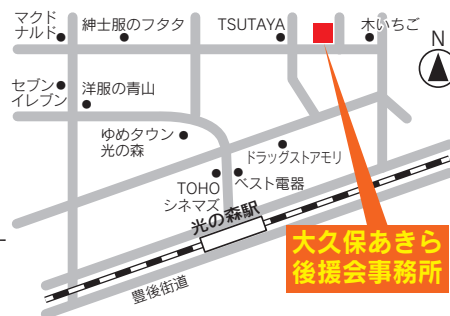 マクド
ナルド
紳士服のフタタ
TSUTAYA
木いちご
N
セブン
イレブン
洋服の青山
ゆめタウン
光の森
ドラッグストアモリ
TOHO
シネマズ
ベスト電器
光の森駅
大久保あきら
後援会事務所
豊後街道